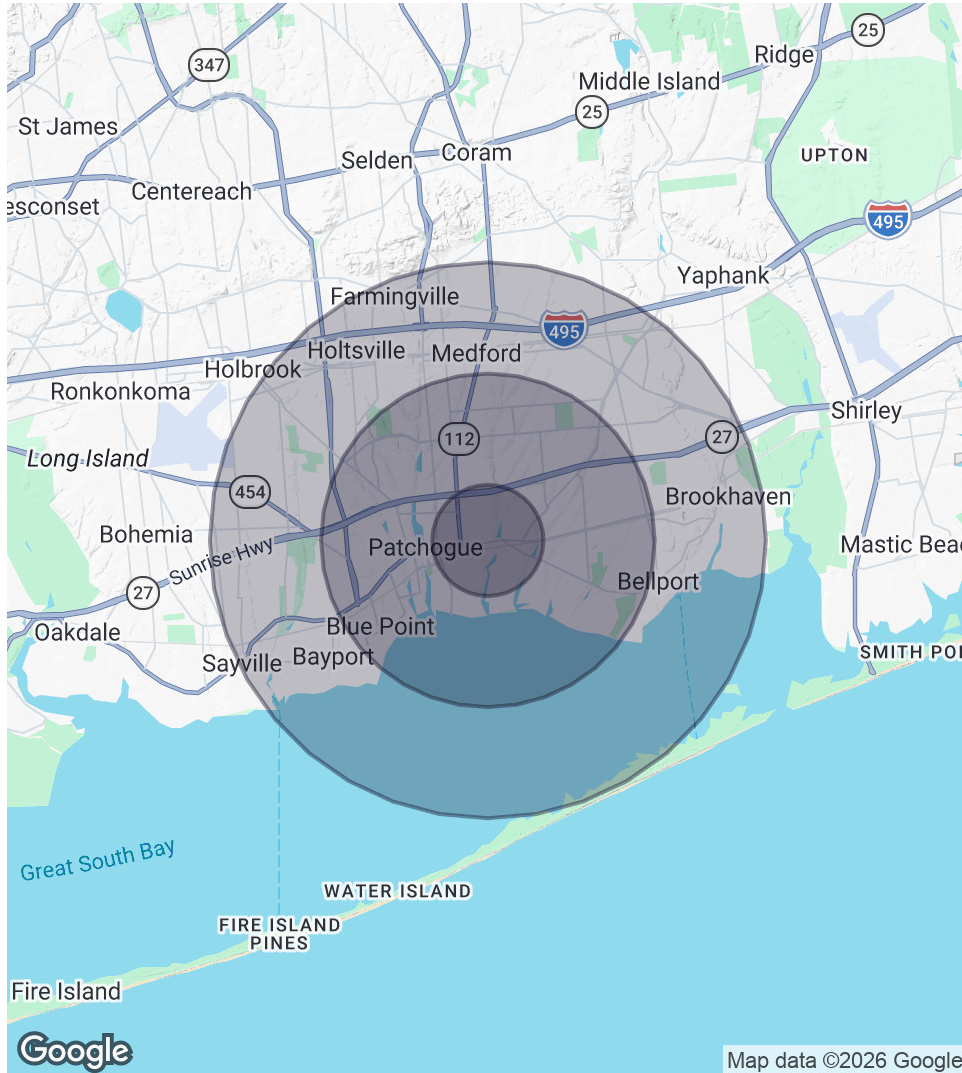 25
Ridge
347
Middle Island
25
St James
Selden
Coram
UPTON
Centereach
esconset
495
Yaphank
Farmingville
495
Holtsville
Medford
Holbrook
Ronkonkoma
Shirley
112
27
Long Island
454
Brookhaven
Bohemia
Sunrise Hwy
Patchogue
Mastic Beac
Bellport
27
Blue Point
Oakdale
Bayport
Sayville
SMITH POI
Great South Bay
WATER ISLAND
FIRE ISLAND
PINES
Fire Island
Google
Map data ©2026 Google